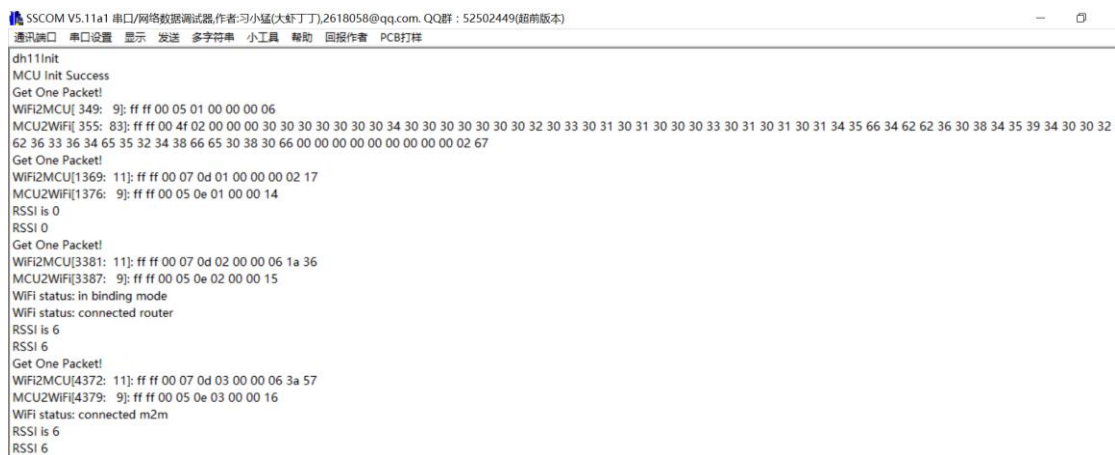 SSCOM V5.11a1 串口/网络数据调试器,作者:习小猛(大虾丁丁),2618058@qq.com. QQ群：52502449(超前版本)
通讯端口 串口设置 显示 发送 多字符串 小工具 帮助 回报作者 PCB打样
dh11Init
MCU Init Success
Get One Packet!
WiFi2MCU[ 349: 9]: ff ff 00 05 01 00 00 00 06
MCU2WiFi[ 355: 83]: ff ff 00 4f 02 00 00 00 30 30 30 30 30 30 30 34 30 30 30 30 30 30 30 32 30 33 30 31 30 31 30 30 30 33 30 31 30 31 30 31 34 35 66 34 62 62 36 30 38 34 35 39 34 30 30 32
62 36 33 36 34 65 35 32 34 38 66 65 30 38 30 66 00 00 00 00 00 00 00 00 00 02 67
Get One Packet!
WiFi2MCU[1369: 11]: ff ff 00 07 0d 01 00 00 00 02 17
MCU2WiFi[1376: 9]: ff ff 00 05 0e 01 00 00 14
RSSI is 0
RSSI 0
Get One Packet!
WiFi2MCU[3381: 11]: ff ff 00 07 0d 02 00 00 06 1a 36
MCU2WiFi[3387: 9]: ff ff 00 05 0e 02 00 00 15
WiFi status: in binding mode
WiFi status: connected router
RSSI is 6
RSSI 6
Get One Packet!
WiFi2MCU[4372: 11]: ff ff 00 07 0d 03 00 00 06 3a 57
MCU2WiFi[4379: 9]: ff ff 00 05 0e 03 00 00 16
WiFi status: connected m2m
RSSI is 6
RSSI 6